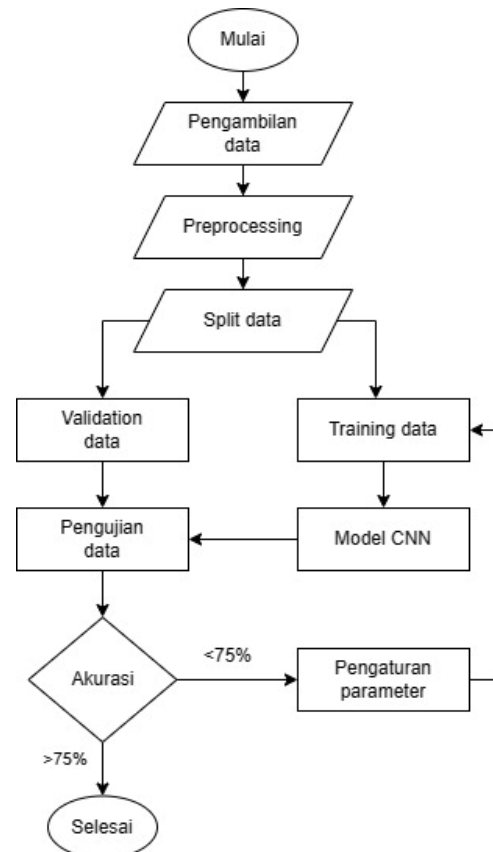 Mulai
Pengambilan
data
Preprocessing
Split data
Validation
data
Training data
Pengujian
data
Model CNN
Akurasi
<75%
Pengaturan
parameter
>75%
Selesai